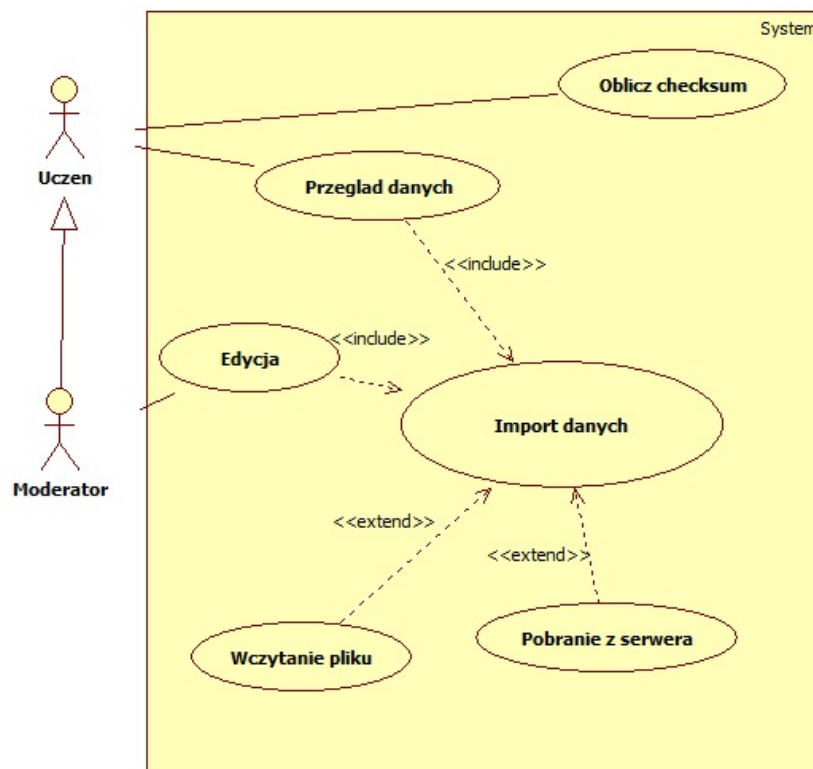 System
Oblicz checksum
Uczen
Przeglad danych
<<include>>
<<include>>
Edycja
Import danych
Moderator
<<extend>>
<<extend>>
Wczytanie pliku
Pobranie z serwera